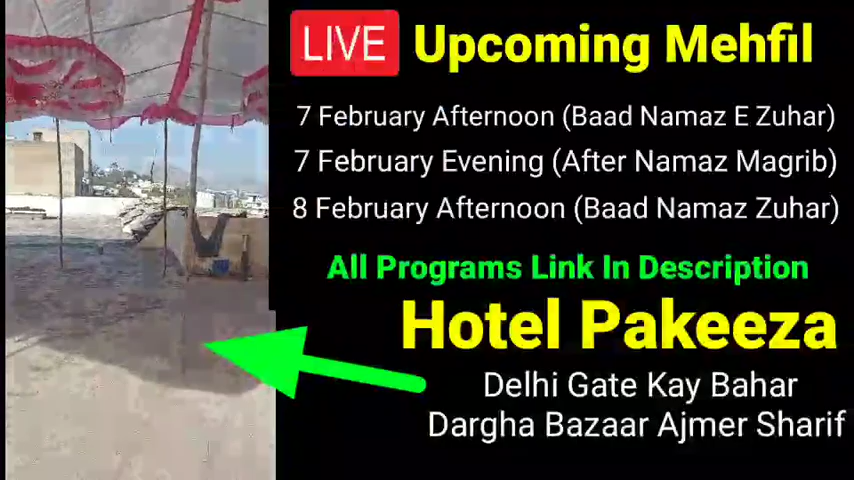 LIVE Upcoming Mehfil
7 February Afternoon (Baad Namaz E Zuhar)
7 February Evening (After Namaz Magrib)
8 February Afternoon (Baad Namaz Zuhar)
All Programs Link In Description
Hotel Pakeeza
Delhi Gate Kay Bahar
Dargha Bazaar Ajmer Sharif